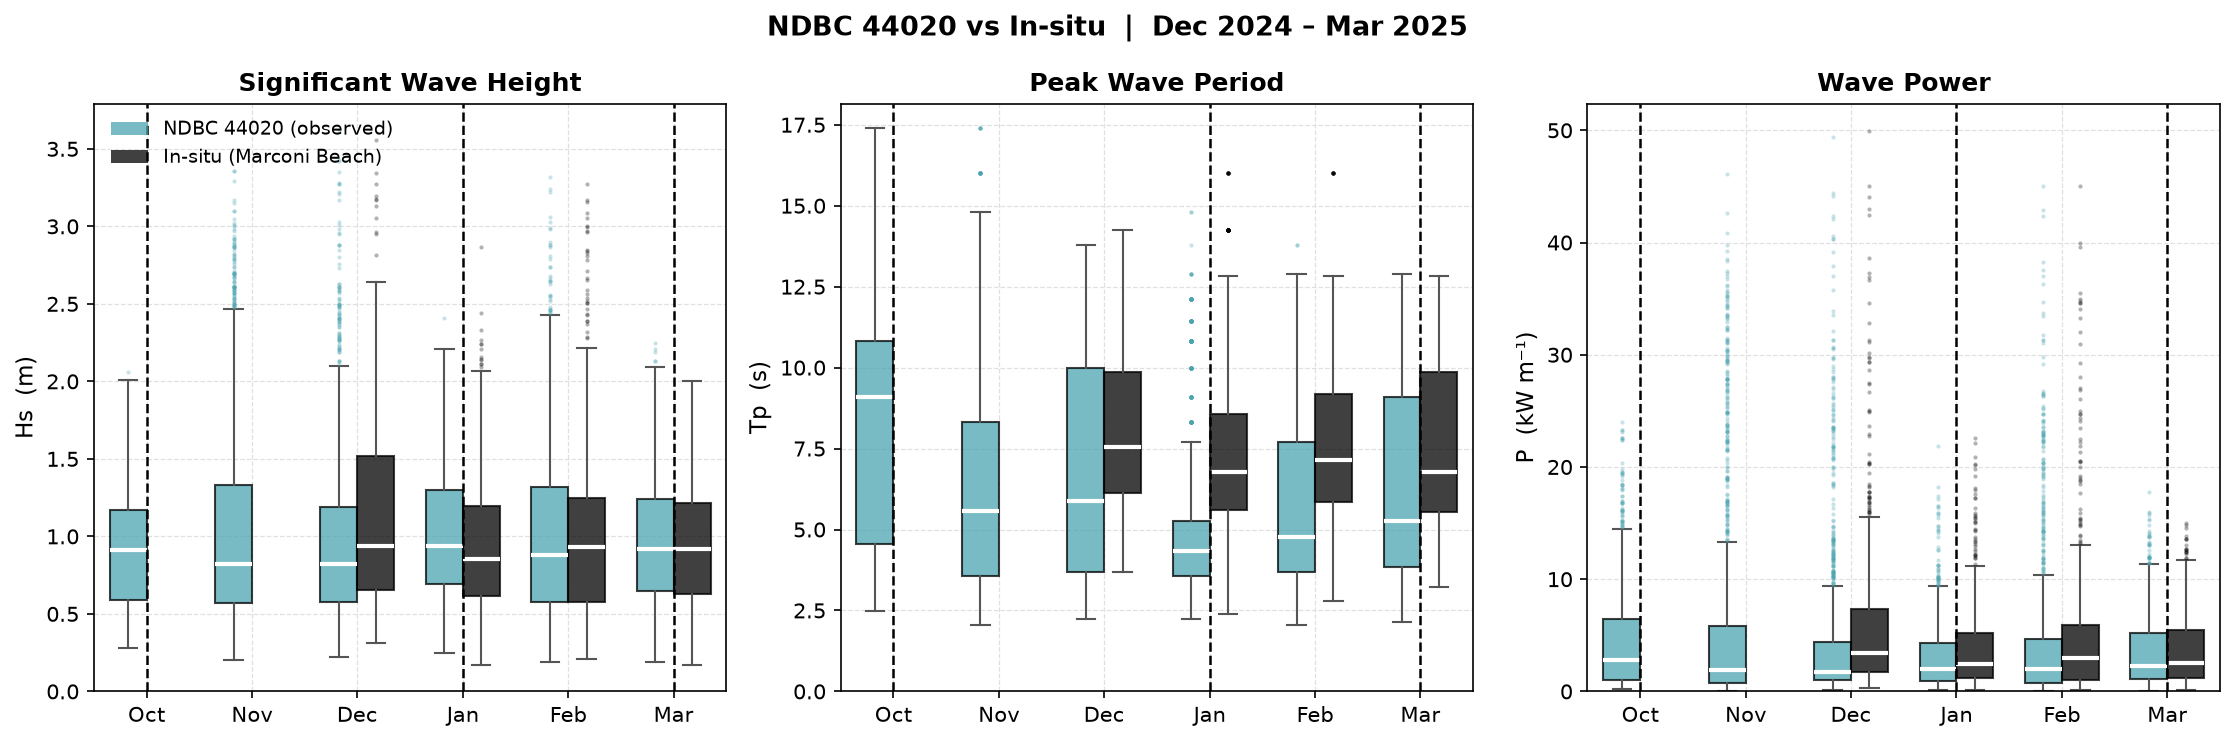 NDBC 44020 vs In-situ | Dec 2024 – Mar 2025
Significant Wave Height
NDBC 44020 (observed)
In-situ (Marconi Beach)
Hs (m)
3.5
3.0
2.5
2.0
1.5
1.0
0.5
0.0
Oct Nov Dec Jan Feb Mar
Peak Wave Period
Tp (s)
17.5
15.0
12.5
10.0
7.5
5.0
2.5
0.0
Oct Nov Dec Jan Feb Mar
Wave Power
P (kW m⁻¹)
50
40
30
20
10
0
Oct Nov Dec Jan Feb Mar